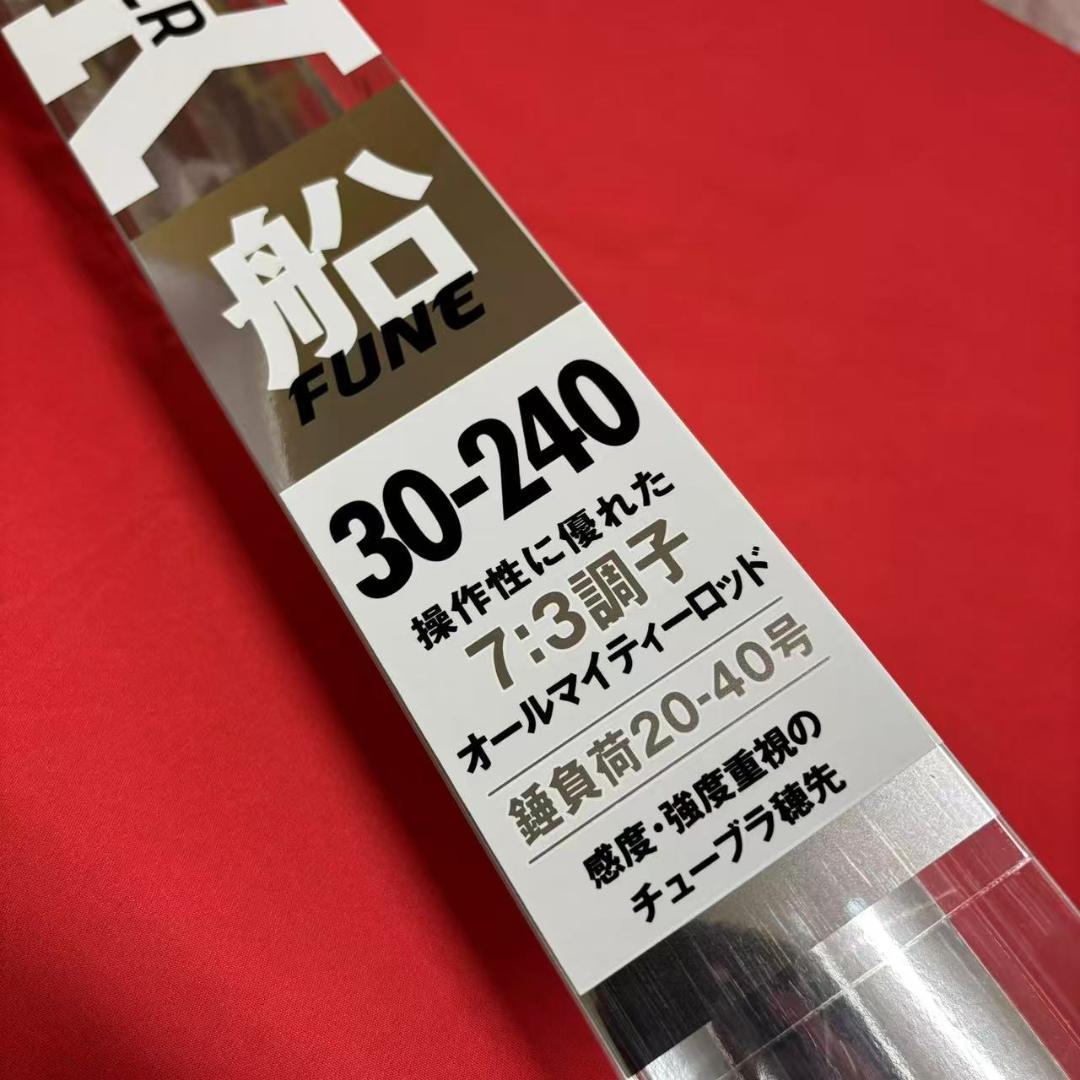 ER
船
FUNE
30-240
操作性に優れた
7:3調子
オールマイティーロッド
錘負荷20-40号
感度・強度重視の
チューブラ穂先